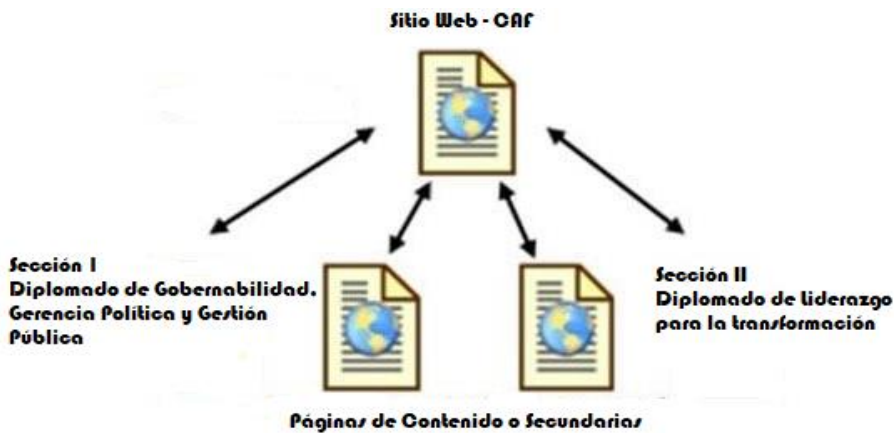 Sitio Web - CAF
Sección I
Diplomado de Gobernabilidad,
Gerencia Política y Gestión
Pública
Sección II
Diplomado de Liderazgo
para la transformación
Páginas de Contenido o Secundarias